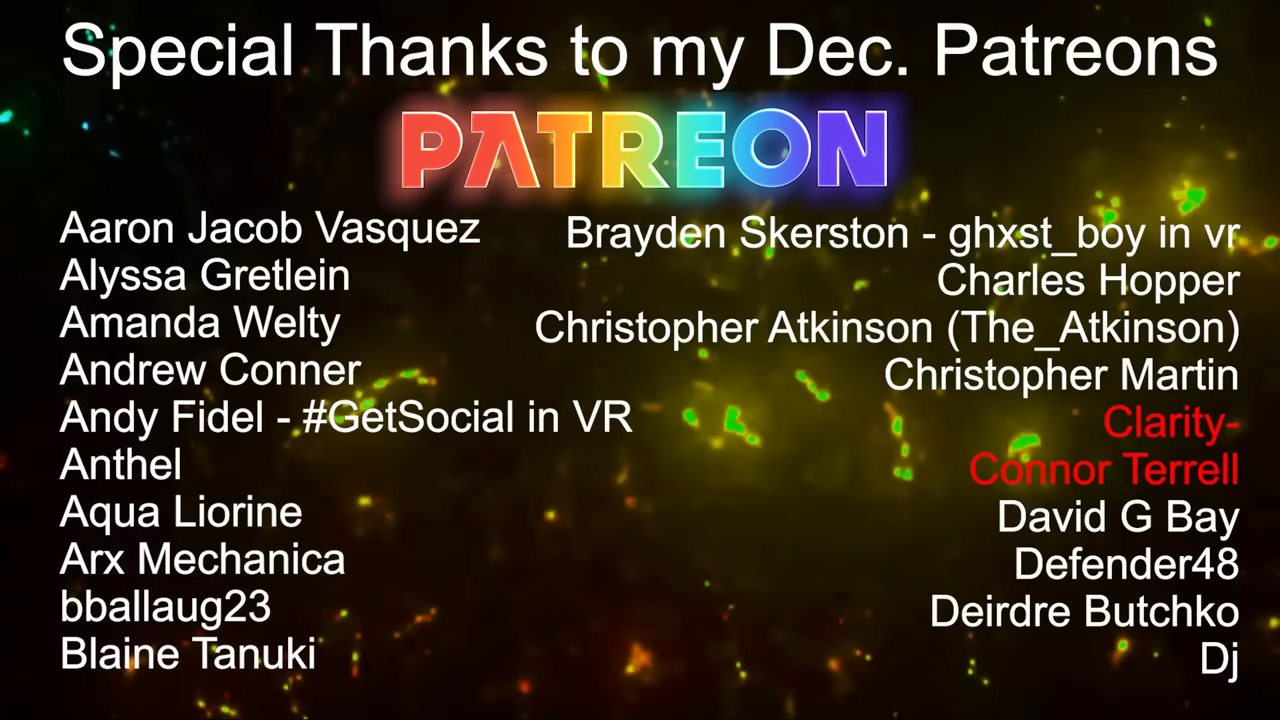 Special Thanks to my Dec. Patreons
PATREON
Aaron Jacob Vasquez
Alyssa Gretlein
Amanda Welty
Andrew Conner
Andy Fidel - #GetSocial in VR
Anthel
Aqua Liorine
Arx Mechanica
bballaug23
Blaine Tanuki
Brayden Skerston - ghxst_boy in vr
Charles Hopper
Christopher Atkinson (The_Atkinson)
Christopher Martin
Clarity-
Connor Terrell
David G Bay
Defender48
Deirdre Butchko
Dj